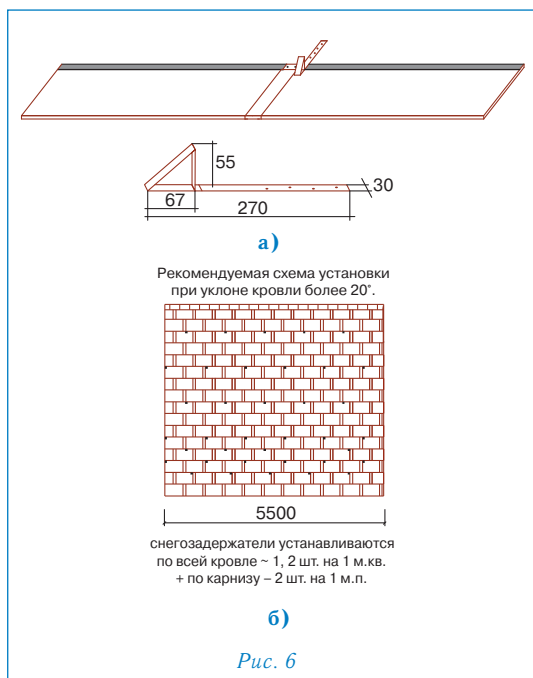 55
30
67
270
а)
Рекомендуемая схема установки
при уклоне кровли более 20°.
5500
снегозадержатели устанавливаются
по всей кровле ~ 1, 2 шт. на 1 м.кв.
+ по карнизу – 2 шт. на 1 м.п.
б)
Рис. 6